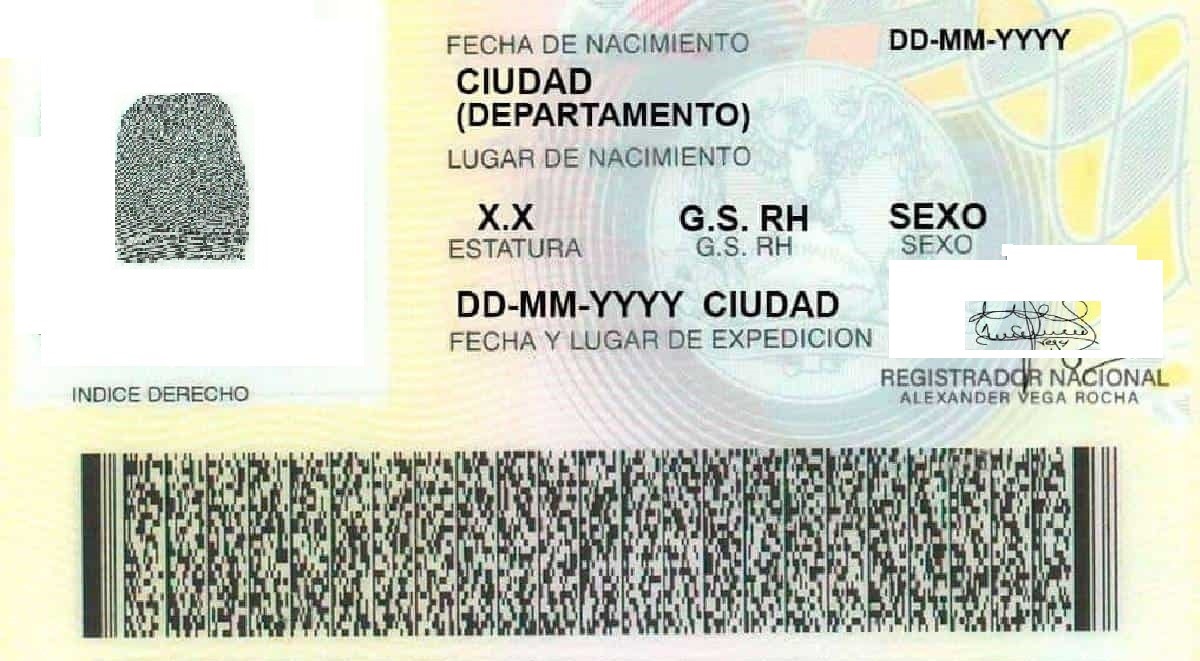 FECHA DE NACIMIENTO DD-MM-YYYY
CIUDAD
(DEPARTAMENTO)
LUGAR DE NACIMIENTO
X.X G.S. RH SEXO
ESTATURA G.S. RH SEXO
DD-MM-YYYY CIUDAD
FECHA Y LUGAR DE EXPEDICION
INDICE DERECHO
REGISTRADOR NACIONAL
ALEXANDER VEGA ROCHA